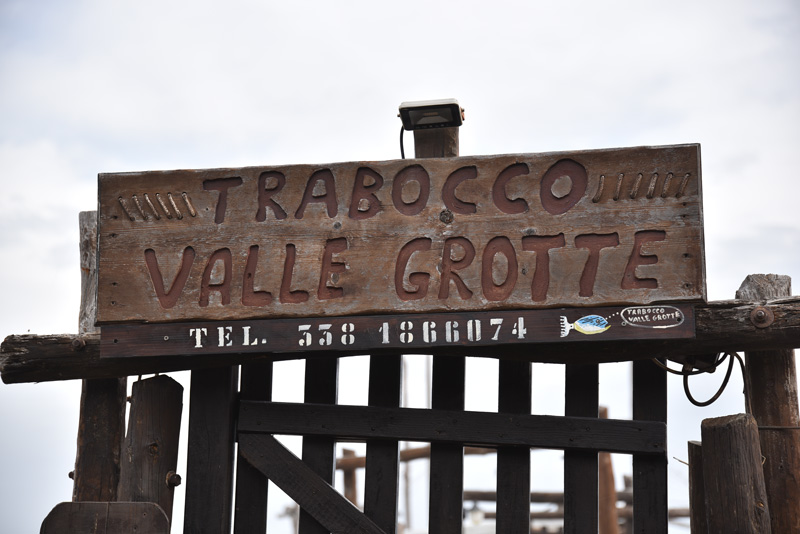 TRABOCCO
VALLE GROTTE
TEL. 338 1866074
TRABOCCO
VALLE GROTTE